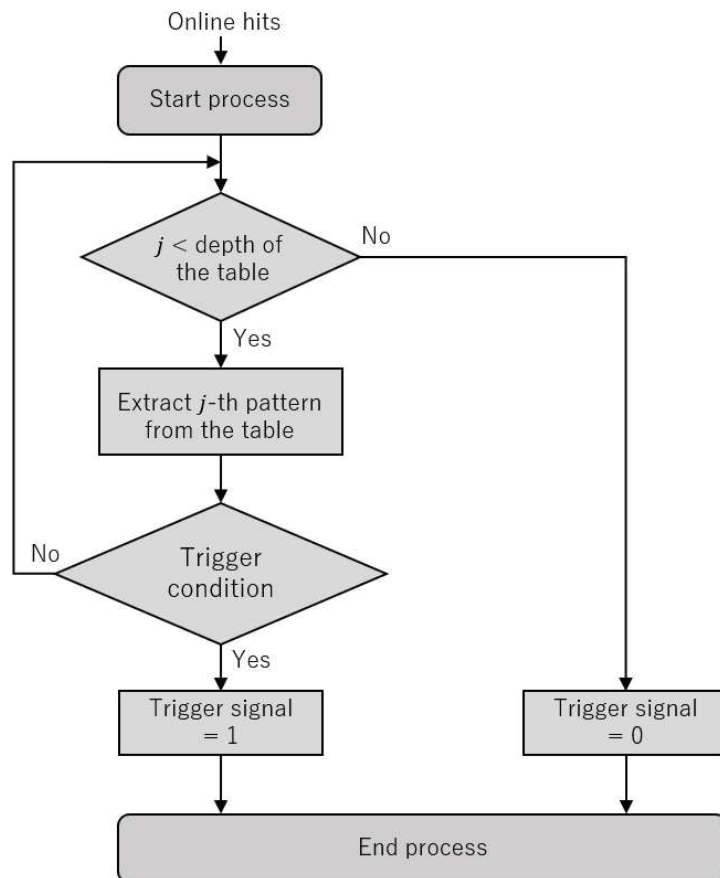 Online hits
Start process
j < depth of
the table
No
Yes
Extract j-th pattern
from the table
No
Trigger
condition
Yes
Trigger signal
= 1
Trigger signal
= 0
End process